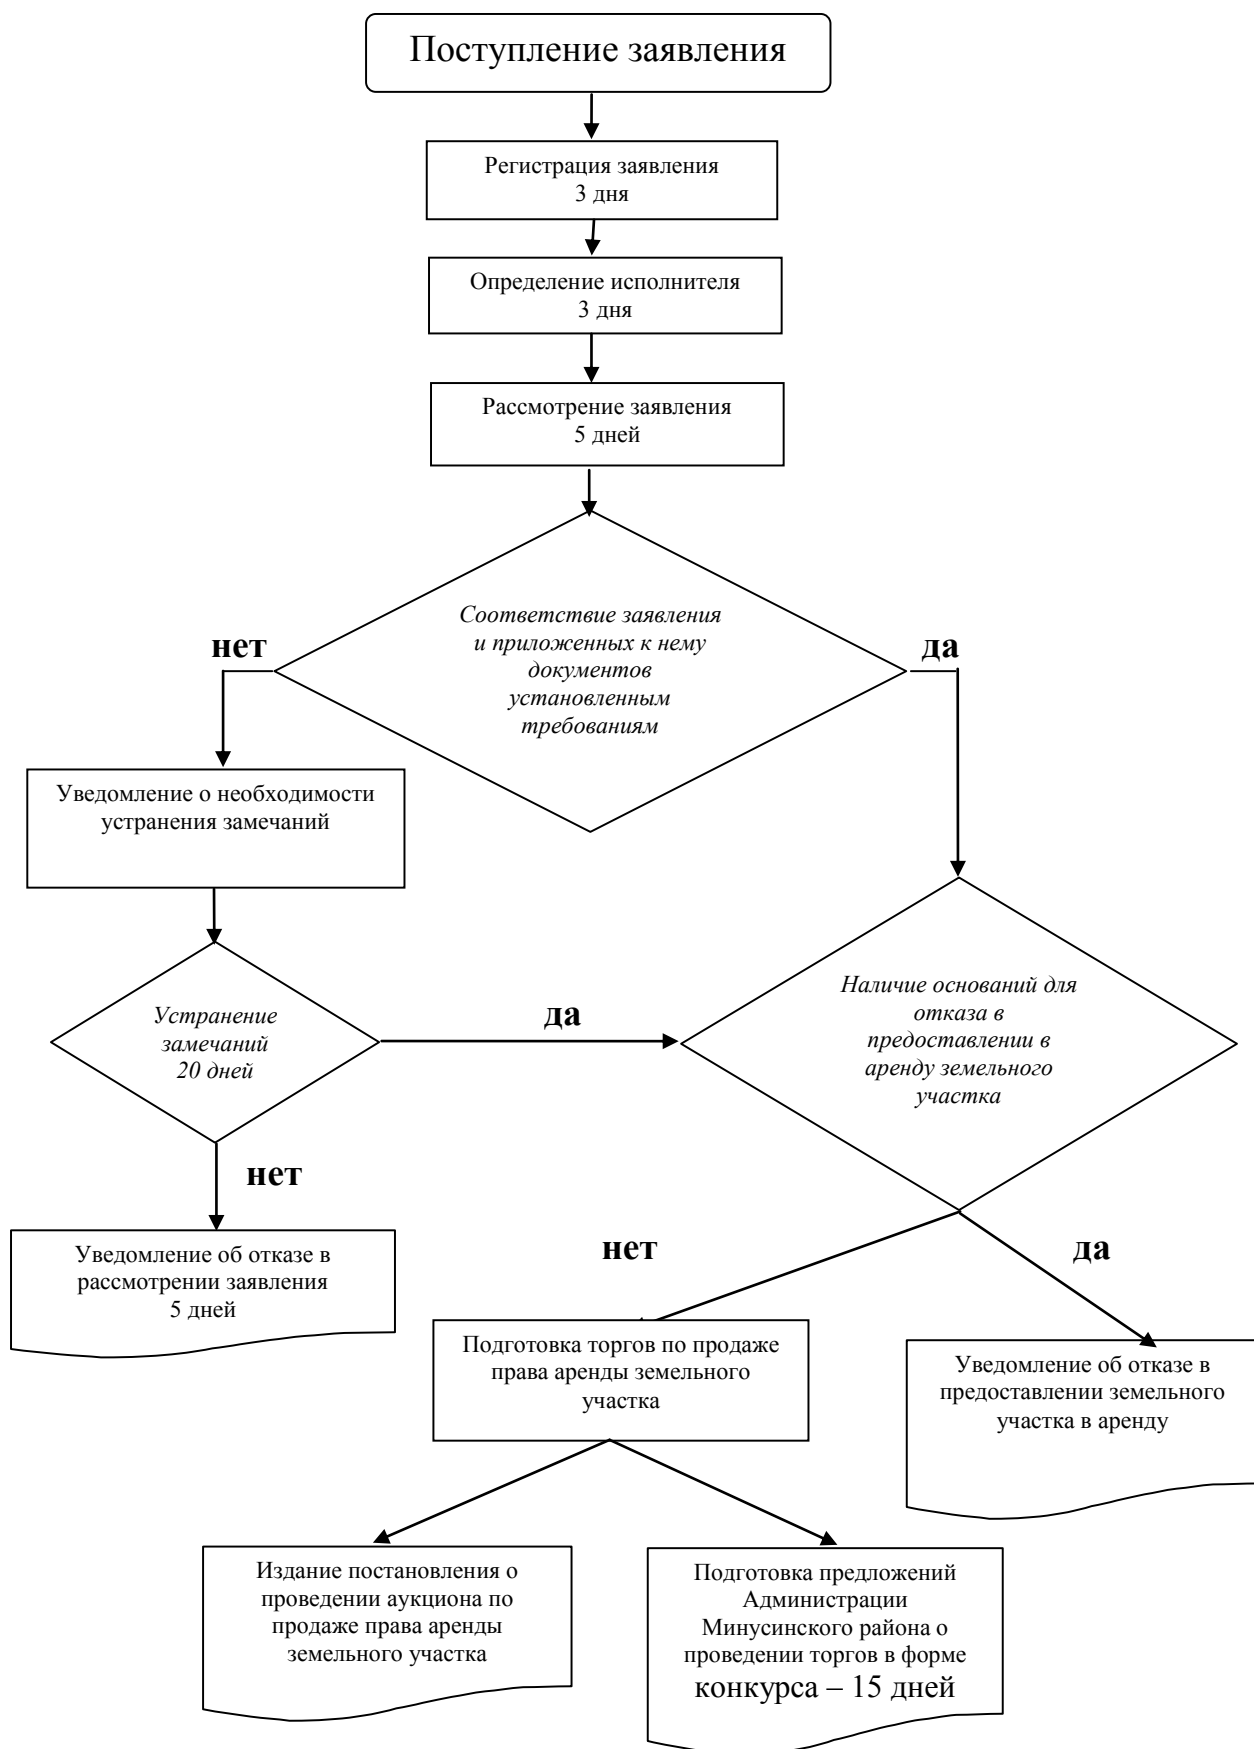 Поступление заявления
Регистрация заявления
3 дня
Определение исполнителя
3 дня
Рассмотрение заявления
5 дней
Соответствие заявления
и приложенных к нему
документов
установленным
требованиям
нет
да
Уведомление о необходимости
устранения замечаний
Устранение
замечаний
20 дней
да
Наличие оснований для
отказа в
предоставлении в
аренду земельного
участка
нет
Уведомление об отказе в
рассмотрении заявления
5 дней
нет
да
Подготовка торгов по продаже
права аренды земельного
участка
Уведомление об отказе в
предоставлении земельного
участка в аренду
Издание постановления о
проведении аукциона по
продаже права аренды
земельного участка
Подготовка предложений
Администрации
Минусинского района о
проведении торгов в форме
конкурса – 15 дней